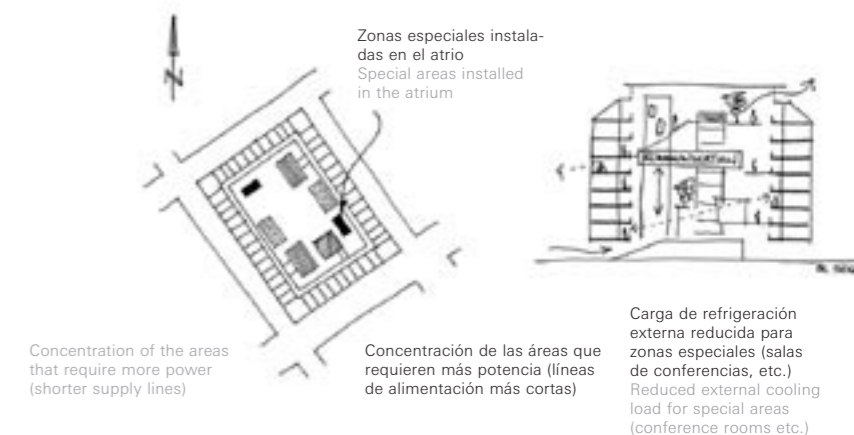 Zonas especiales instala-
das en el atrio
Special areas installed
in the atrium
N
Concentration of the areas
that require more power
(shorter supply lines)
Concentración de las áreas que
requieren más potencia (líneas
de alimentación más cortas)
Carga de refrigeración
externa reducida para
zonas especiales (salas
de conferencias, etc.)
Reduced external cooling
load for special areas
(conference rooms etc.)